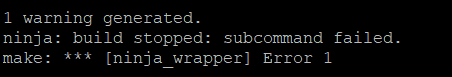 1 warning generated.
ninja: build stopped: subcommand failed.
make: *** [ninja_wrapper] Error 1